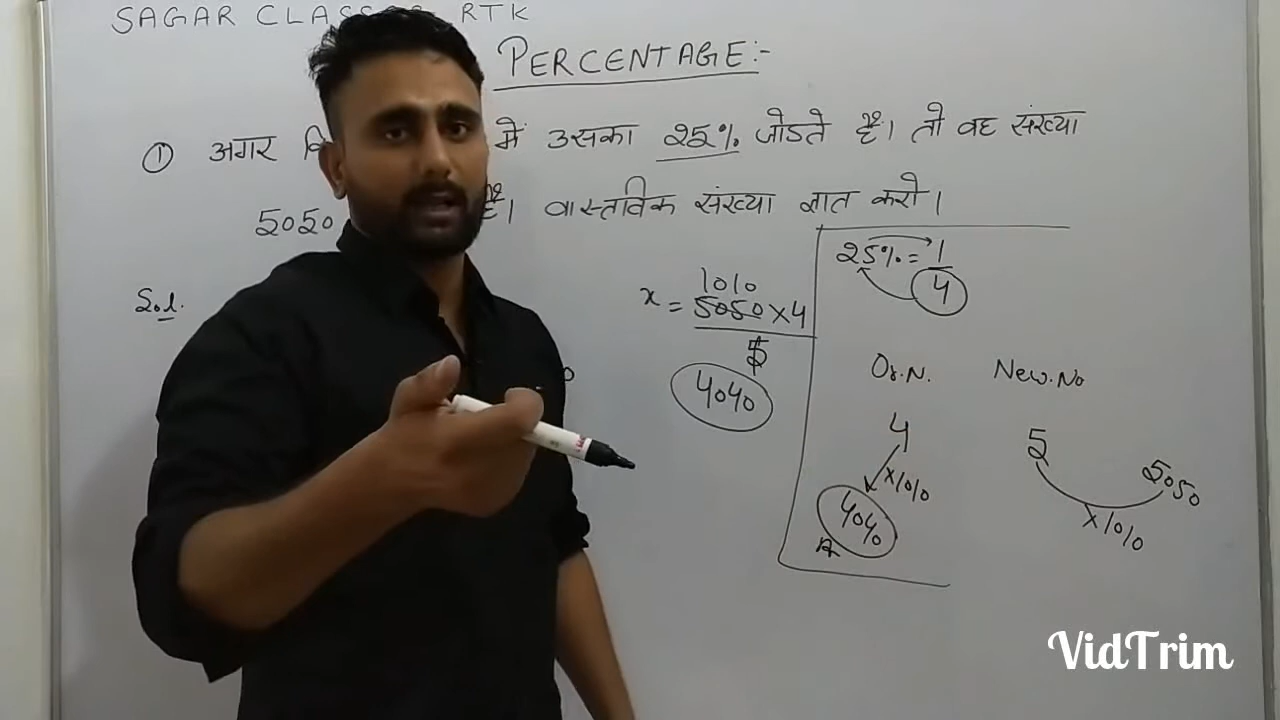 SAGAR CLASSES RTK
PERCENTAGE:-
① अगर में उसका 25% जोडते है। तो वह संख्या
5050 है। वास्तविक संख्या ज्ञात करो।
Sol.
x = 5050 × 4
1010
5
4040
25% = 1
4
Or.N. New.No
4 5 5050
×1010 ×1010
4040
A
VidTrim